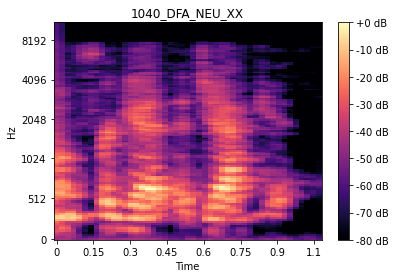 1040_DFA_NEU_XX
8192
4096
2048
1024
512
0
Hz
0
0.15
0.3
0.45
0.6
0.75
0.9
1.1
Time
+0 dB
-10 dB
-20 dB
-30 dB
-40 dB
-50 dB
-60 dB
-70 dB
-80 dB